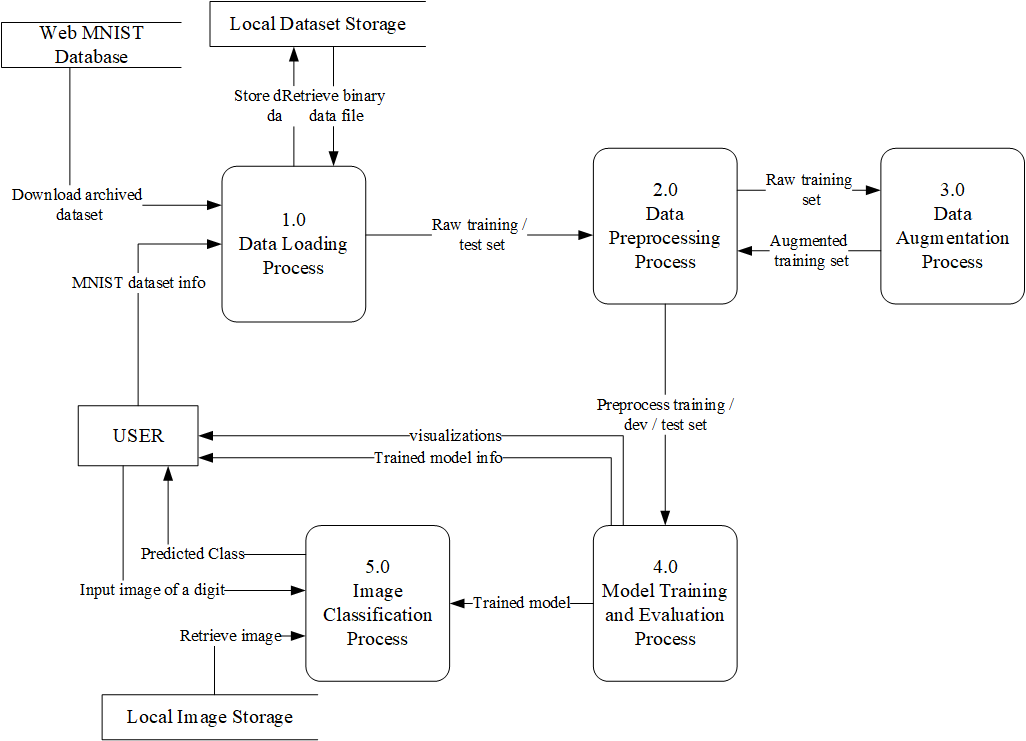 Web MNIST
Database
Local Dataset Storage
Store d
da
Retrieve binary
data file
Download archived
dataset
1.0
Data Loading
Process
MNIST dataset info
Raw training /
test set
2.0
Data
Preprocessing
Process
Raw training
set
Augmented
training set
3.0
Data
Augmentation
Process
Preprocess training /
dev / test set
USER
visualizations
Trained model info
Predicted Class
Input image of a digit
Retrieve image
5.0
Image
Classification
Process
Trained model
4.0
Model Training
and Evaluation
Process
Local Image Storage